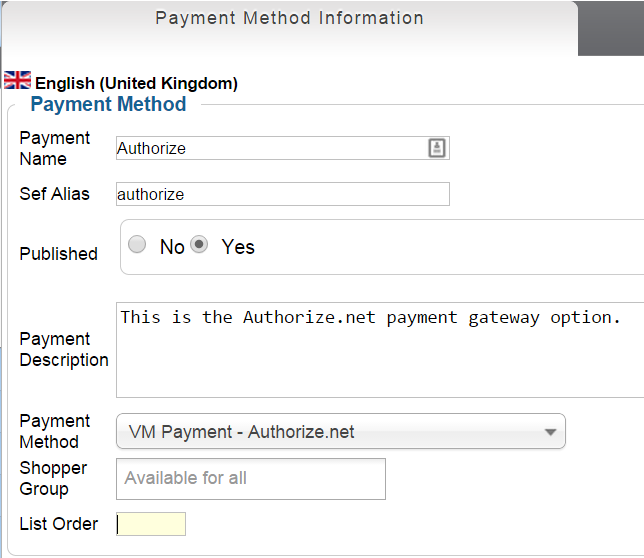 Payment Method Information
English (United Kingdom)
Payment Method
Payment
Name
Authorize
Sef Alias
authorize
Published
No Yes
This is the Authorize.net payment gateway option.
Payment
Description
Payment
Method
VM Payment - Authorize.net
Shopper
Group
Available for all
List Order